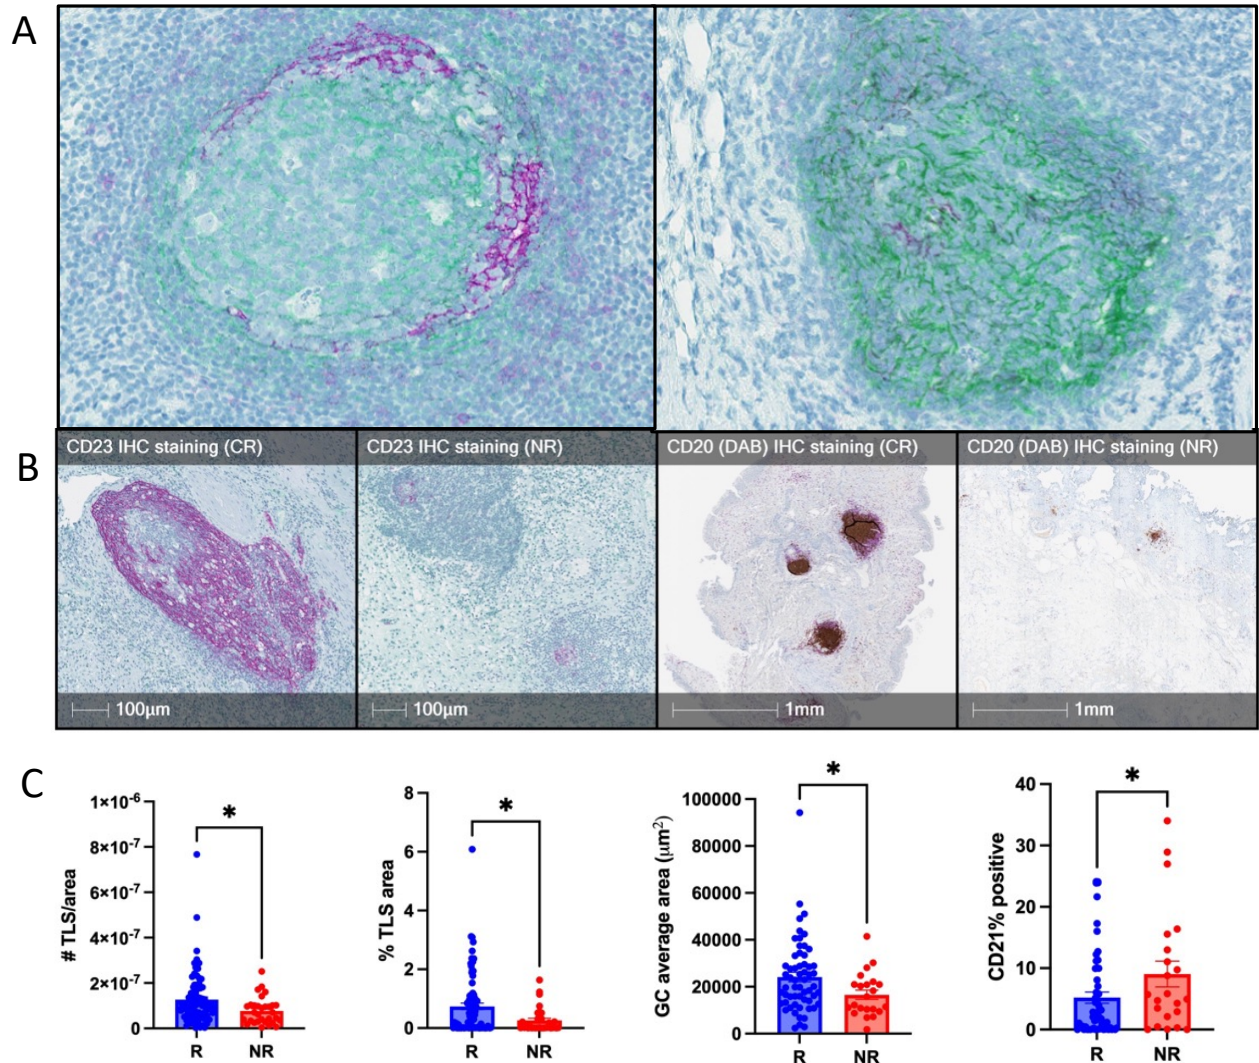 A
B
CD23 IHC staining (CR)
CD23 IHC staining (NR)
CD20 (DAB) IHC staining (CR)
CD20 (DAB) IHC staining (NR)
100µm
100µm
1mm
1mm
C
# TLS/area
1×10⁻⁶
8×10⁻⁷
6×10⁻⁷
4×10⁻⁷
2×10⁻⁷
0
*
R
NR
% TLS area
8
6
4
2
0
*
R
NR
GC average area (µm²)
100000
80000
60000
40000
20000
0
*
R
NR
CD21% positive
40
30
20
10
0
*
R
NR